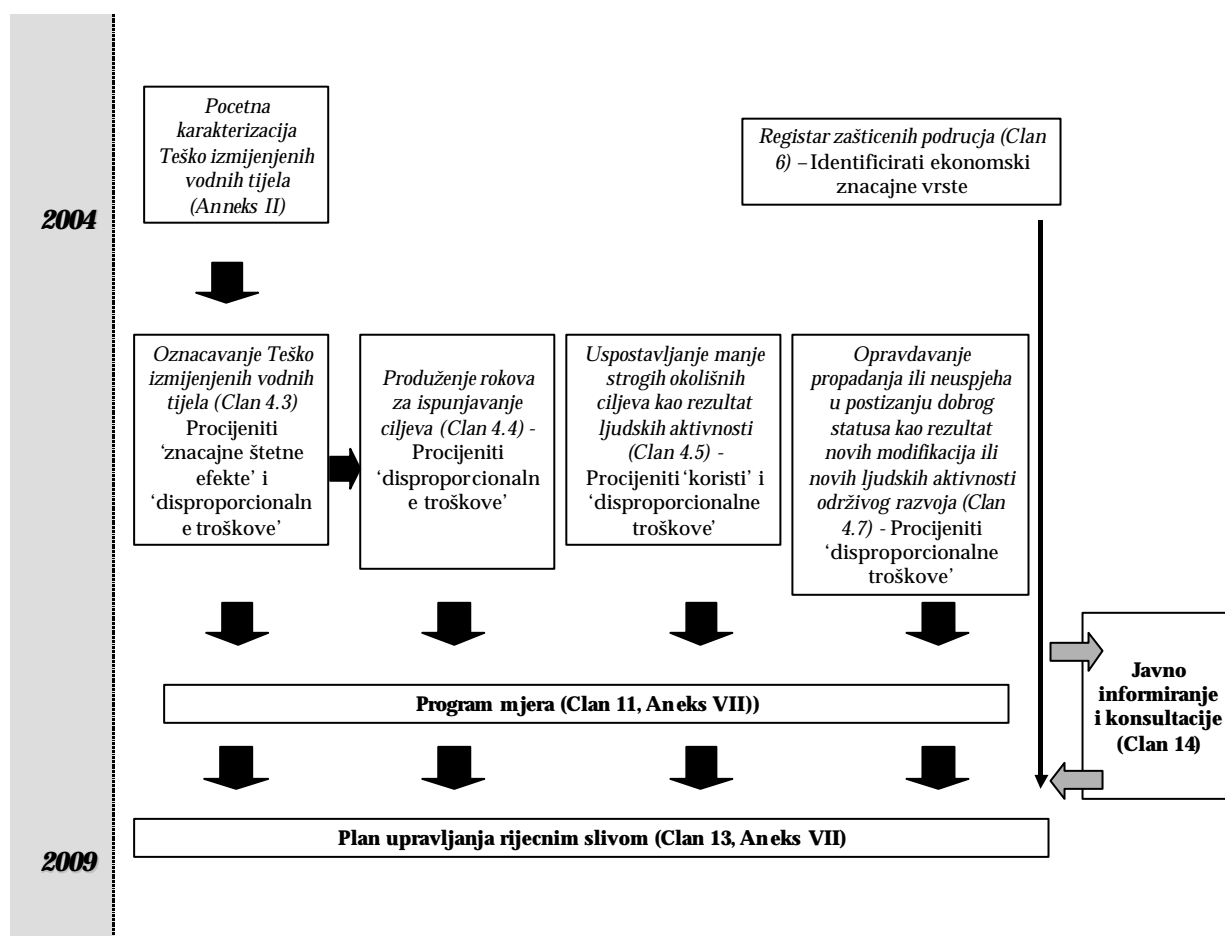 Pocetna
karakterizacija
Teško izmijenjenih
vodnih tijela
(Aneks II)
Registar zašticenih podrucja (Clan
6) – Identificirati ekonomski
znacajne vrste
2004
Oznacavanje Teško
izmijenjenih vodnih
tijela (Clan 4.3)
Procijeniti
‘znacajne štetne
efekte’ i
‘disproporcionaln
e troškove’
Produženje rokova
za ispunjavanje
ciljeva (Clan 4.4) -
Procijeniti
‘disproporcionaln
e troškove’
Uspostavljanje manje
strogih okolišnih
ciljeva kao rezultat
ljudskih aktivnosti
(Clan 4.5) -
Procijeniti ‘koristi’ i
‘disproporcionalne
troškove’
Opravdavanje
propadanja ili neuspjeha
u postizanju dobrog
statusa kao rezultat
novih modifikacija ili
novih ljudskih aktivnosti
održivog razvoja (Clan
4.7) - Procijeniti
‘disproporcionalne
troškove’
Javno
informiranje
i konsultacije
(Clan 14)
Program mjera (Clan 11, Aneks VII))
Plan upravljanja rijecnim slivom (Clan 13, Aneks VII)
2009